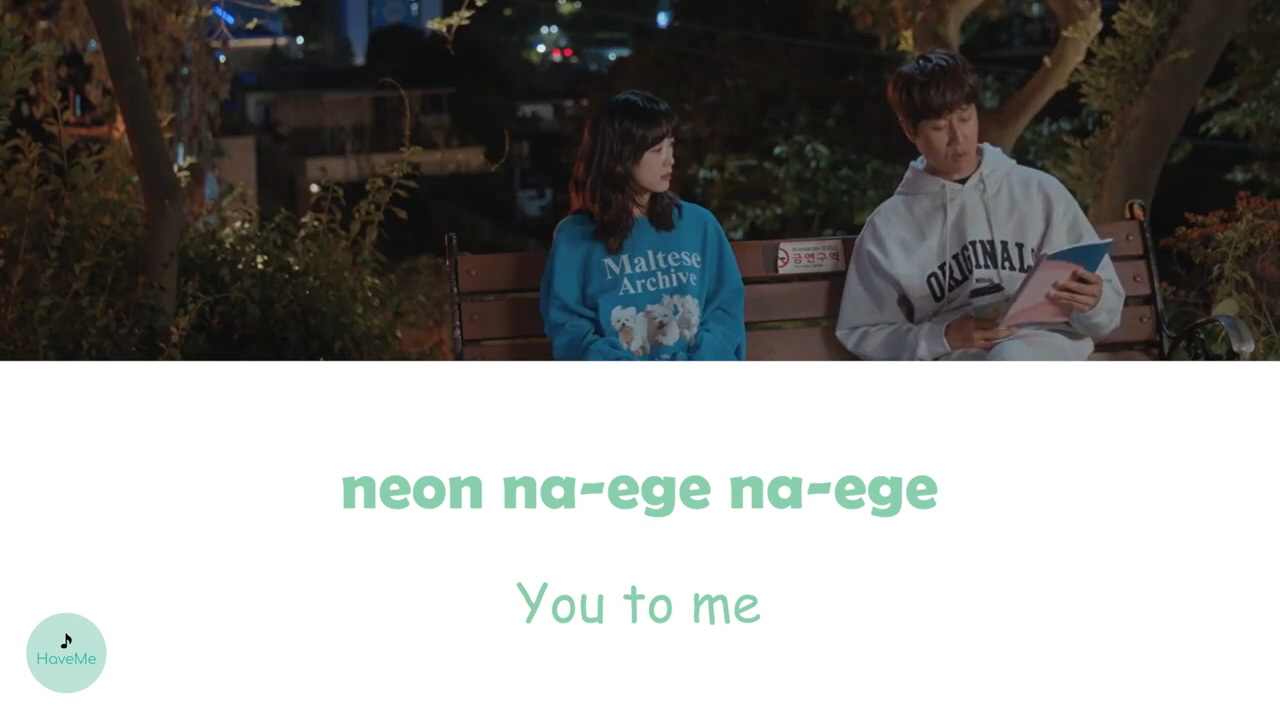 Maltese
Archive
금연구역
ORIGINALS
neon na-ege na-ege
You to me
HaveMe